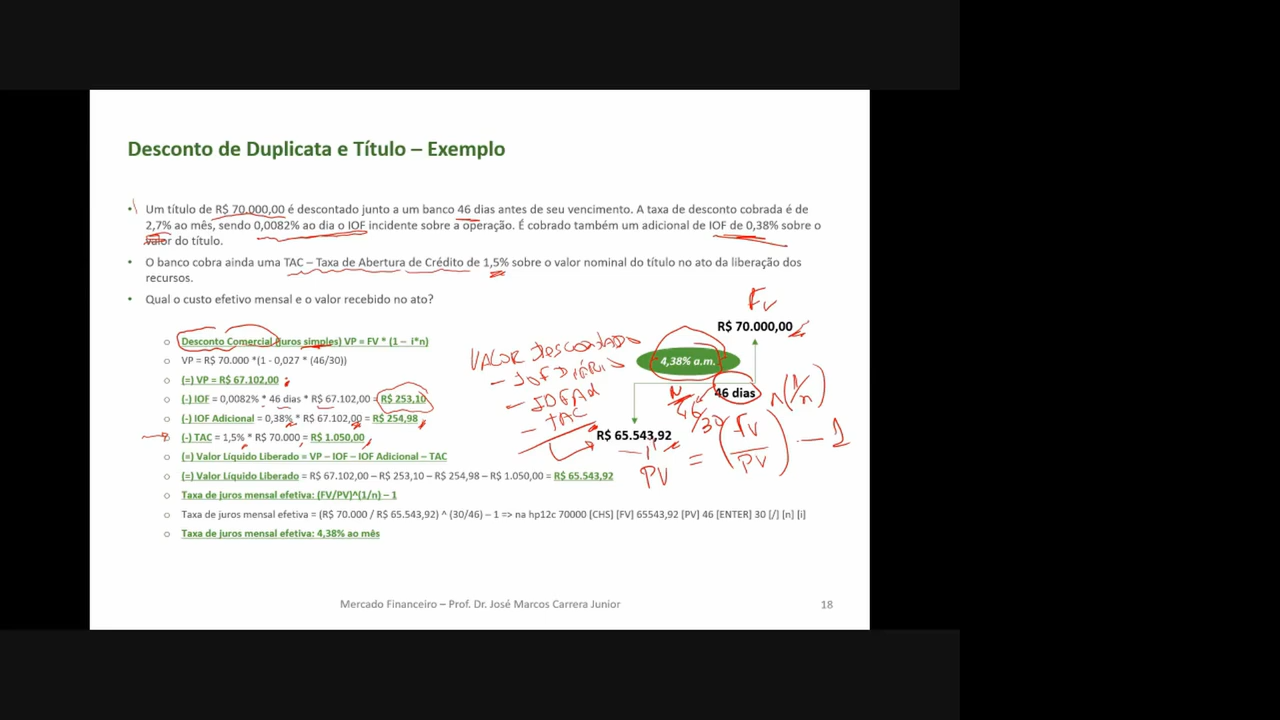 Desconto de Duplicata e Título – Exemplo
• Um título de R$ 70.000,00 é descontado junto a um banco 46 dias antes de seu vencimento. A taxa de desconto cobrada é de
2,7% ao mês, sendo 0,0082% ao dia o IOF incidente sobre a operação. É cobrado também um adicional de IOF de 0,38% sobre o
valor do título.
• O banco cobra ainda uma TAC – Taxa de Abertura de Crédito de 1,5% sobre o valor nominal do título no ato da liberação dos
recursos.
• Qual o custo efetivo mensal e o valor recebido no ato?
o Desconto Comercial (juros simples) VP = FV * (1 – i*n)
o VP = R$ 70.000 *(1 - 0,027 * (46/30))
o (=) VP = R$ 67.102,00
o (-) IOF = 0,0082% * 46 dias * R$ 67.102,00 = R$ 253,10
o (-) IOF Adicional = 0,38% * R$ 67.102,00 = R$ 254,98
o (-) TAC = 1,5% * R$ 70.000 = R$ 1.050,00
o (=) Valor Líquido Liberado = VP – IOF – IOF Adicional – TAC
o (=) Valor Líquido Liberado = R$ 67.102,00 – R$ 253,10 – R$ 254,98 – R$ 1.050,00 = R$ 65.543,92
o Taxa de juros mensal efetiva: (FV/PV)^(1/n) – 1
o Taxa de juros mensal efetiva = (R$ 70.000 / R$ 65.543,92) ^ (30/46) – 1 => na hp12c 70000 [CHS] [FV] 65543,92 [PV] 46 [ENTER] 30 [/] [n] [i]
o Taxa de juros mensal efetiva: 4,38% ao mês
VALOR DESCONTADO
- IOF DIÁRIO
- IOF Ad
- TAC
FV
R$ 70.000,00
4,38% a.m.
46 dias
N
46/30
R$ 65.543,92
PV = (FV/PV) (1/n) - 1
Mercado Financeiro – Prof. Dr. José Marcos Carrera Junior
18